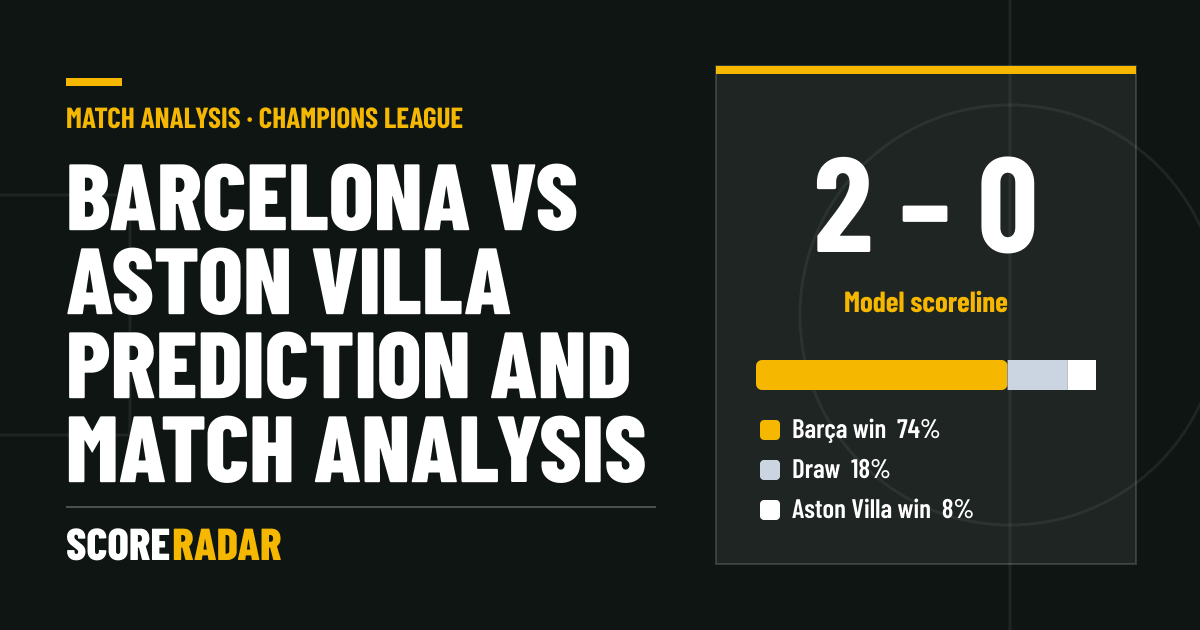 MATCH ANALYSIS · CHAMPIONS LEAGUE
BARCELONA VS
ASTON VILLA
PREDICTION AND
MATCH ANALYSIS
SCORERADAR
2 – 0
Model scoreline
Barça win 74%
Draw 18%
Aston Villa win 8%